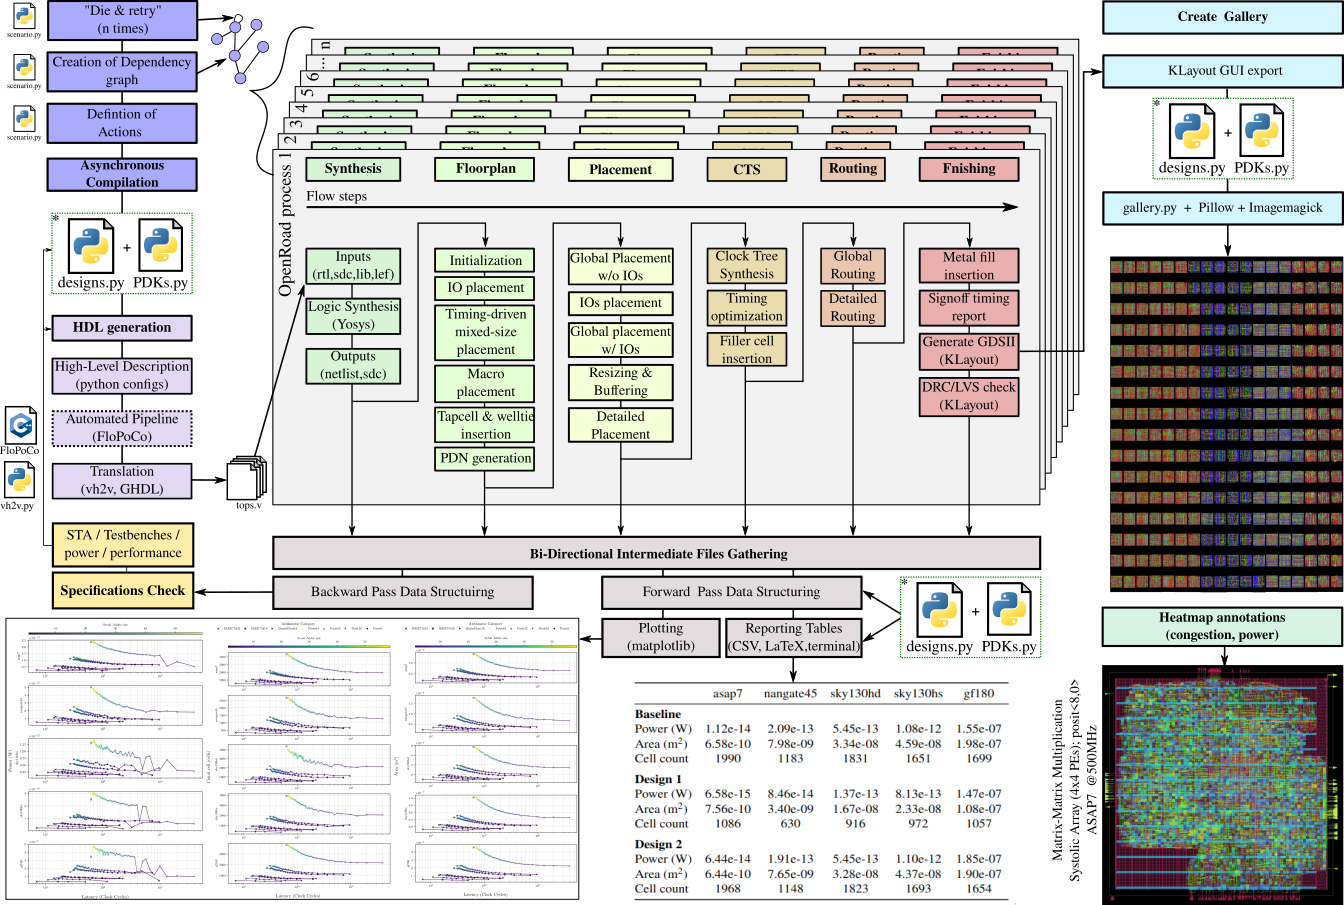 "Die & retry"
(n times)
scenario.py
Creation of Dependency
graph
scenario.py
Defintion of
Actions
scenario.py
Asynchronous
Compilation
*
+
designs.py PDKs.py
HDL generation
High-Level Description
(python configs)
Automated Pipeline
(FloPoCo)
FloPoCo
Translation
(vh2v, GHDL)
vh2v.py
tops.v
STA / Testbenches /
power / performance
Specifications Check
n
...
6
5
4
3
2
OpenRoad process 1
Synthesis
Floorplan
Placement
CTS
Routing
Fnishing
Flow steps
Inputs
(rtl,sdc,lib,lef)
Logic Synthesis
(Yosys)
Outputs
(netlist,sdc)
Initialization
IO placement
Timing-driven
mixed-size
placement
Macro
placement
Tapcell & welltie
insertion
PDN generation
Global Placement
w/o IOs
IOs placement
Global placement
w/ IOs
Resizing &
Buffering
Detailed
Placement
Clock Tree
Synthesis
Timing
optimization
Filler cell
insertion
Global
Routing
Detailed
Routing
Metal fill
insertion
Signoff timing
report
Generate GDSII
(KLayout)
DRC/LVS check
(KLayout)
Bi-Directional Intermediate Files Gathering
Backward Pass Data Structuirng
Forward Pass Data Structuring
Plotting
(matplotlib)
Reporting Tables
(CSV, LaTeX,terminal)
*
+
designs.py PDKs.py
asap7 nangate45 sky130hd sky130hs gf180
Baseline
Power (W) 1.12e-14 2.09e-13 5.45e-13 1.08e-12 1.55e-07
Area (m2) 6.58e-10 7.98e-09 3.34e-08 4.59e-08 1.98e-07
Cell count 1990 1183 1831 1651 1699
Design 1
Power (W) 6.58e-15 8.46e-14 1.37e-13 8.13e-13 1.47e-07
Area (m2) 7.56e-10 3.40e-09 1.67e-08 2.33e-08 1.08e-07
Cell count 1086 630 916 972 1057
Design 2
Power (W) 6.44e-14 1.91e-13 5.45e-13 1.10e-12 1.85e-07
Area (m2) 6.44e-10 7.65e-09 3.28e-08 4.37e-08 1.90e-07
Cell count 1968 1148 1823 1693 1654
Latency (Clock Cycles)
Latency (Clock Cycles)
Latency (Clock Cycles)
Create Gallery
KLayout GUI export
*
+
designs.py PDKs.py
gallery.py + Pillow + Imagemagick
Heatmap annotations
(congestion, power)
Matrix-Matrix Multiplication
Systolic Array (4x4 PEs); posit<8,0>
ASAP7 @500MHz